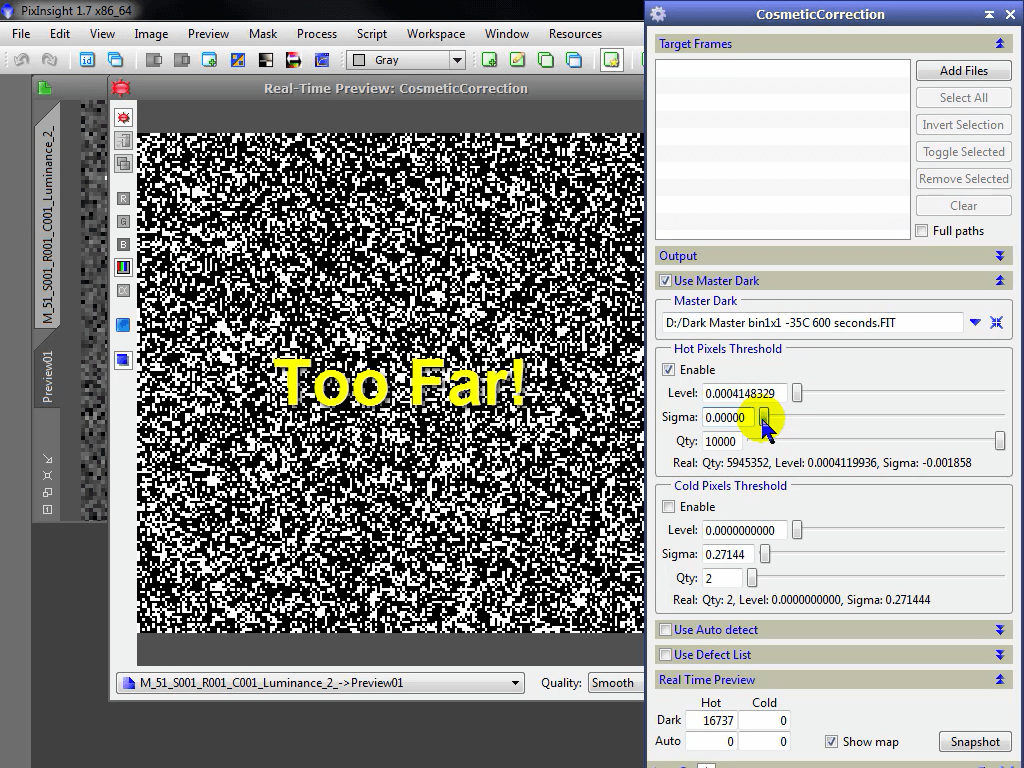 PixInsight 1.7 x86_64
File Edit View Image Preview Mask Process Script Workspace Window Resources
Gray
Real-Time Preview: CosmeticCorrection
M_51_S001_R001_C001_Luminance_2_
Preview01
R
G
B
Too Far!
M_51_S001_R001_C001_Luminance_2_->Preview01
Quality: Smooth
CosmeticCorrection
Target Frames
Add Files
Select All
Invert Selection
Toggle Selected
Remove Selected
Clear
Full paths
Output
Use Master Dark
Master Dark
D:/Dark Master bin1x1 -35C 600 seconds.FIT
Hot Pixels Threshold
Enable
Level: 0.0004148329
Sigma: 0.00000
Qty: 10000
Real: Qty: 5945352, Level: 0.0004119936, Sigma: -0.001858
Cold Pixels Threshold
Enable
Level: 0.0000000000
Sigma: 0.27144
Qty: 2
Real: Qty: 2, Level: 0.0000000000, Sigma: 0.271444
Use Auto detect
Use Defect List
Real Time Preview
Hot Cold
Dark 16737 0
Auto 0 0
Show map
Snapshot